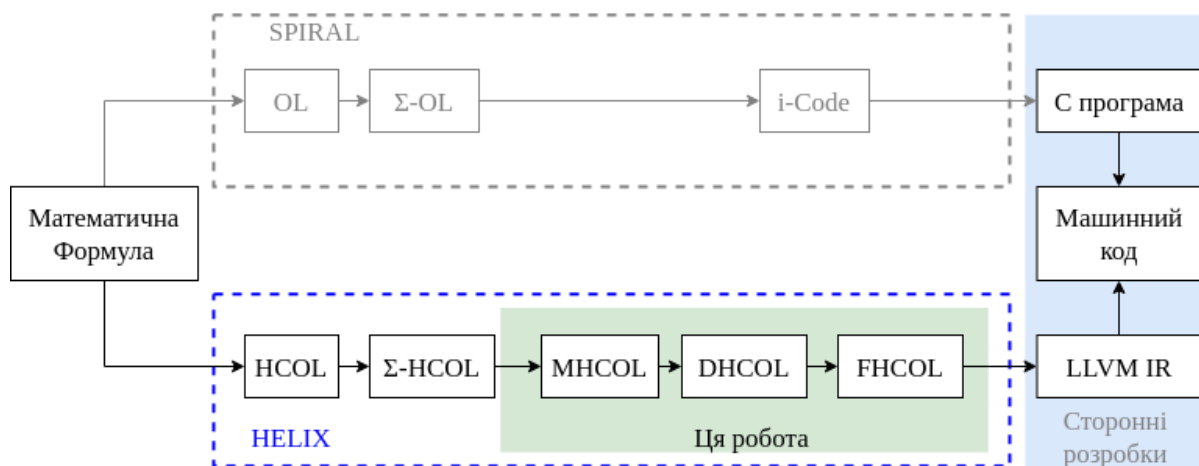 SPIRAL
OL
Σ-OL
i-Code
С програма
Математична
Формула
Машинний
код
HCOL
Σ-HCOL
MHCOL
DHCOL
FHCOL
LLVM IR
HELIX
Ця робота
Сторонні
розробки